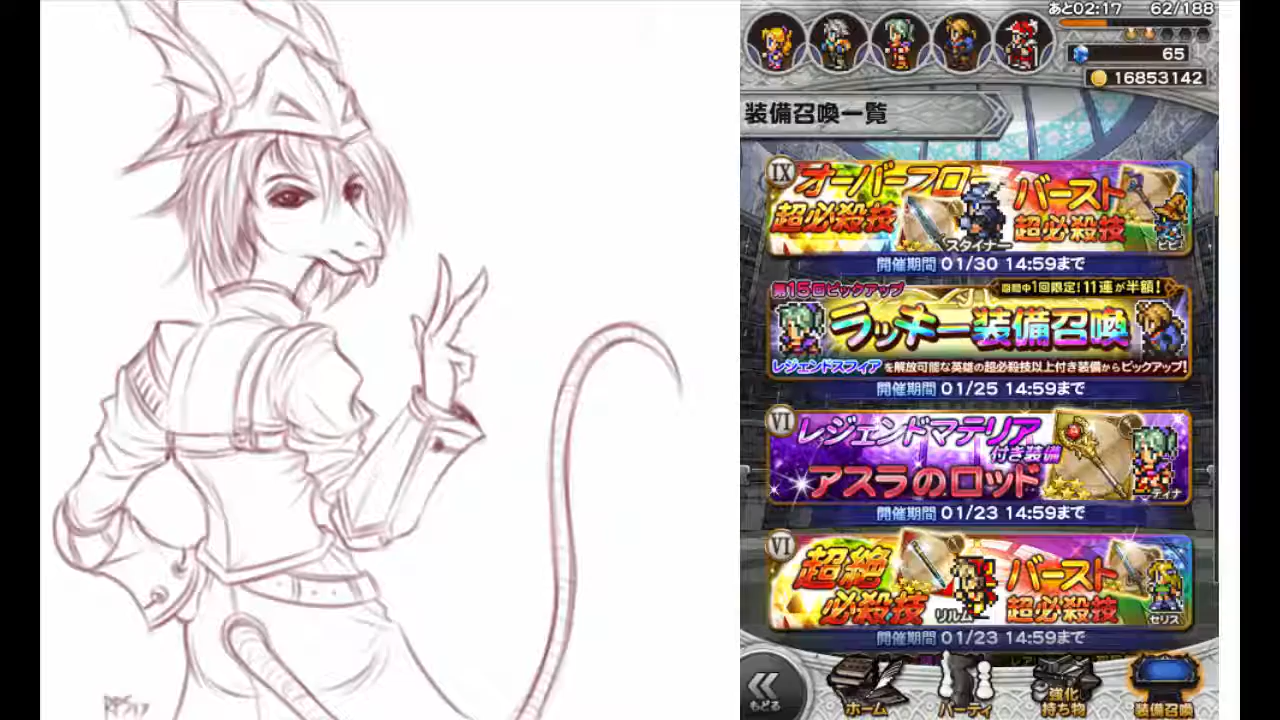 あと02:17 62/188
65
16853142
装備召喚一覧
IX
オーバーフロー
超必殺技
スタイナー
バースト
超必殺技
ビビ
開催期間 01/30 14:59まで
第15回ピックアップ
期間中1回限定!11連が半額!
ラッキー装備召喚
レジェンドスフィアを解放可能な英雄の超必殺技以上付き装備からピックアップ!
開催期間 01/25 14:59まで
VI
レジェンドマテリア
付き装備
アスラのロッド
ティナ
開催期間 01/23 14:59まで
VI
超絶
必殺技
リルム
バースト
超必殺技
セリス
開催期間 01/23 14:59まで
もどる
ホーム
パーティ
強化
持ち物
装備召喚